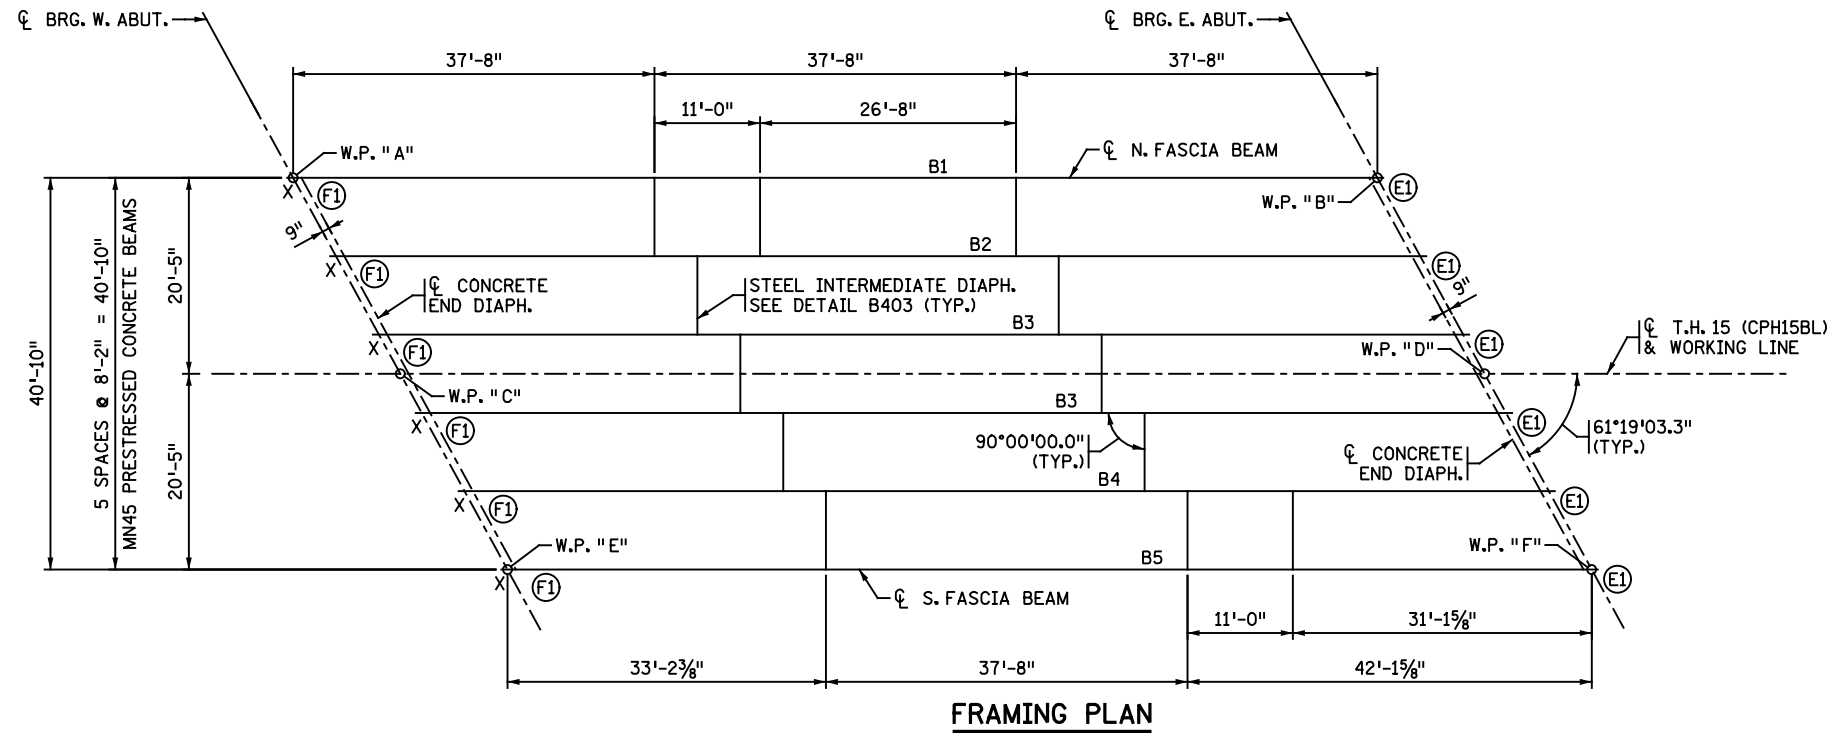 ℄ BRG. W. ABUT.
℄ BRG. E. ABUT.
37'-8"
37'-8"
37'-8"
11'-0"
26'-8"
W.P. "A"
℄ N. FASCIA BEAM
B1
X
F1
W.P. "B"
E1
9"
B2
X
F1
E1
9"
℄ CONCRETE
END DIAPH.
STEEL INTERMEDIATE DIAPH.
SEE DETAIL B403 (TYP.)
B3
X
F1
E1
W.P. "D"
℄ T.H. 15 (CPH15BL)
& WORKING LINE
40'-10"
5 SPACES @ 8'-2" = 40'-10"
MN45 PRESTRESSED CONCRETE BEAMS
20'-5"
20'-5"
W.P. "C"
B3
X
F1
E1
90°00'00.0"
(TYP.)
℄ CONCRETE
END DIAPH.
61°19'03.3"
(TYP.)
B4
X
F1
E1
W.P. "E"
B5
W.P. "F"
X
F1
E1
℄ S. FASCIA BEAM
11'-0"
31'-1⅝"
33'-2⅜"
37'-8"
42'-1⅝"
FRAMING PLAN